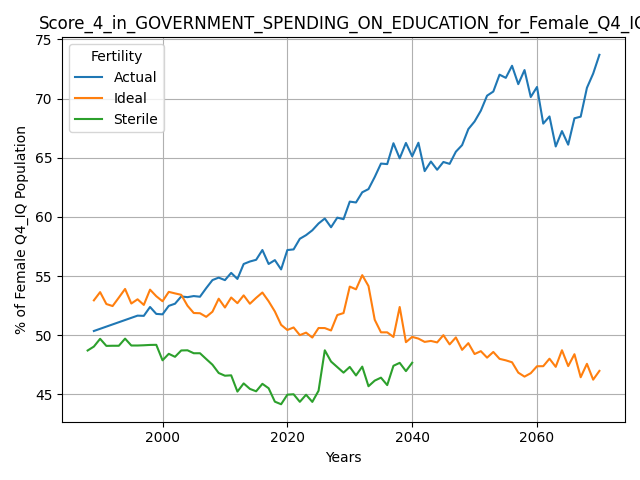 Score_4_in_GOVERNMENT_SPENDING_ON_EDUCATION_for_Female_Q4_IQ
Fertility
Actual
Ideal
Sterile
75
70
65
60
55
50
45
% of Female Q4_IQ Population
2000 2020 2040 2060
Years